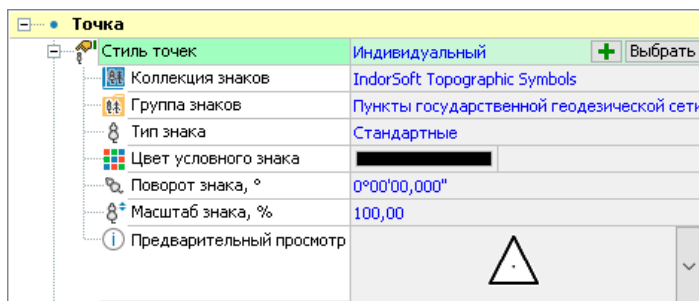 Точка
Стиль точек Индивидуальный Выбрать
Коллекция знаков IndorSoft Topographic Symbols
Группа знаков Пункты государственной геодезической сети
Тип знака Стандартные
Цвет условного знака
Поворот знака, ° 0°00'00,000"
Масштаб знака, % 100,00
Предварительный просмотр